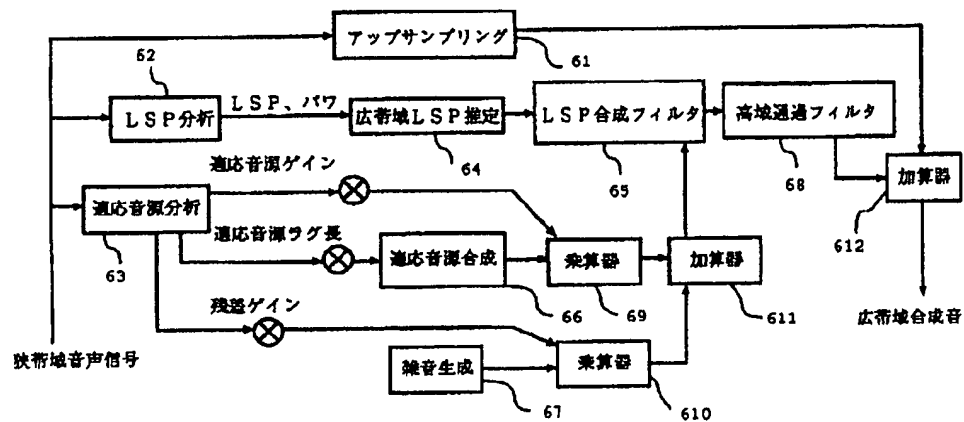 アップサンプリング
61
62
LSP分析
LSP、パワ
広帯域LSP推定
64
LSP合成フィルタ
65
高域通過フィルタ
68
加算器
612
適応音源ゲイン
適応音源分析
63
適応音源ラグ長
適応音源合成
66
乗算器
69
加算器
611
広帯域合成音
残差ゲイン
狭帯域音声信号
雑音生成
67
乗算器
610